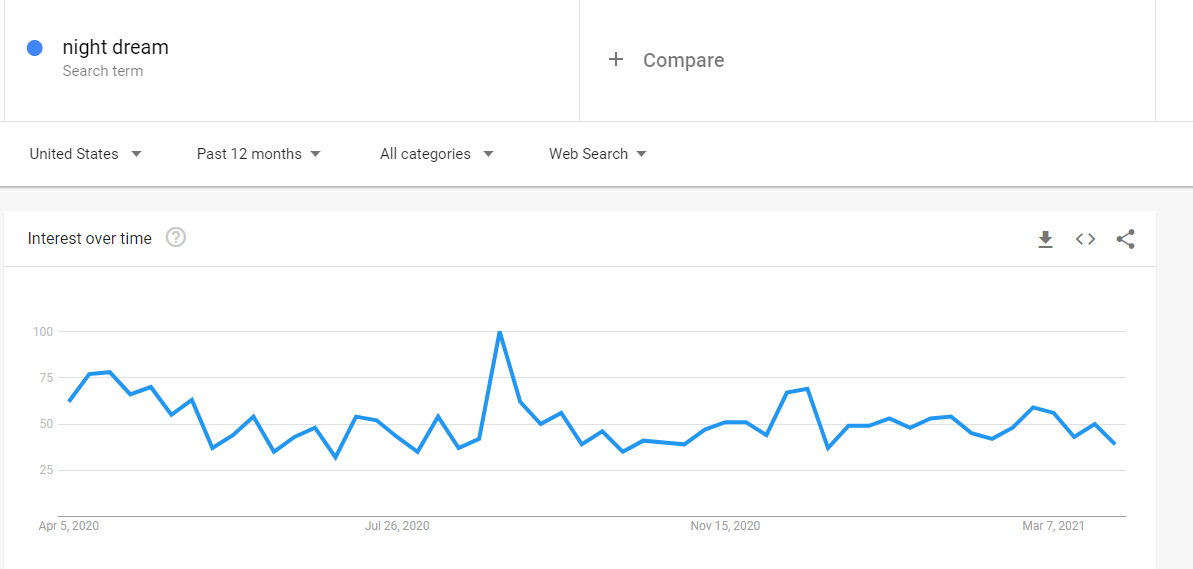 night dream
Search term
+ Compare
United States
Past 12 months
All categories
Web Search
Interest over time ?
100
75
50
25
Apr 5, 2020
Jul 26, 2020
Nov 15, 2020
Mar 7, 2021